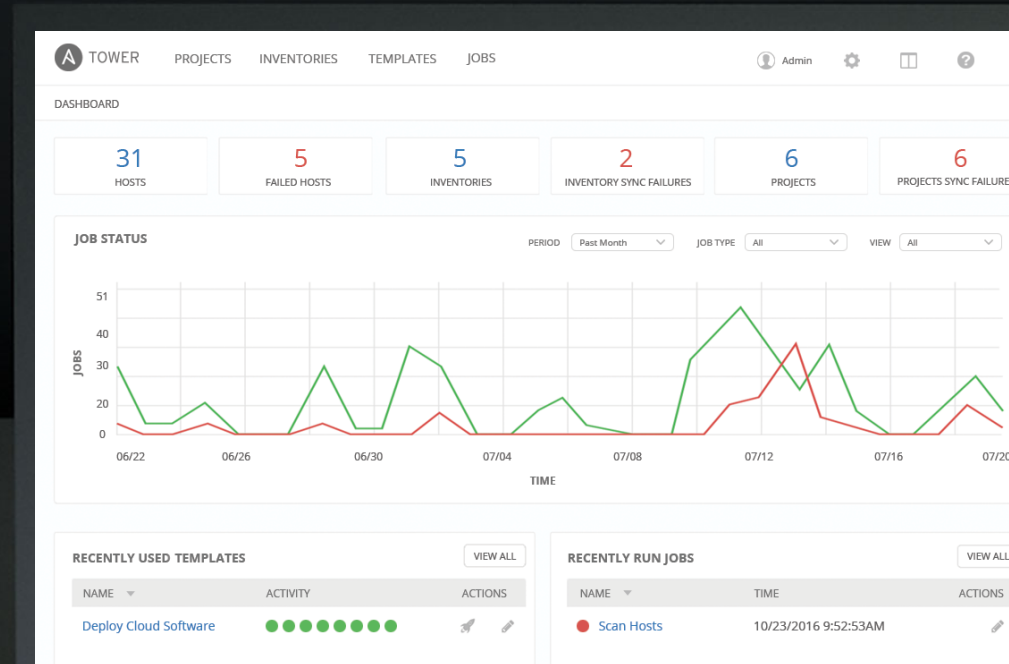 A TOWER PROJECTS INVENTORIES TEMPLATES JOBS Admin ?
DASHBOARD
31 5 5 2 6 6
HOSTS FAILED HOSTS INVENTORIES INVENTORY SYNC FAILURES PROJECTS PROJECTS SYNC FAILURE
JOB STATUS PERIOD Past Month JOB TYPE All VIEW All
51
40
30
20
0
JOBS
06/22 06/26 06/30 07/04 07/08 07/12 07/16 07/20
TIME
RECENTLY USED TEMPLATES VIEW ALL
NAME ACTIVITY ACTIONS
Deploy Cloud Software
RECENTLY RUN JOBS VIEW ALL
NAME TIME ACTIONS
Scan Hosts 10/23/2016 9:52:53AM